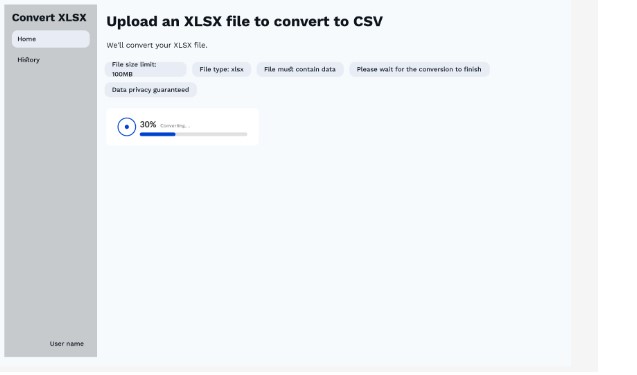 Convert XLSX
Home
History
User name
Upload an XLSX file to convert to CSV
We'll convert your XLSX file.
File size limit:
100MB
File type: xlsx
File must contain data
Please wait for the conversion to finish
Data privacy guaranteed
30% Converting...